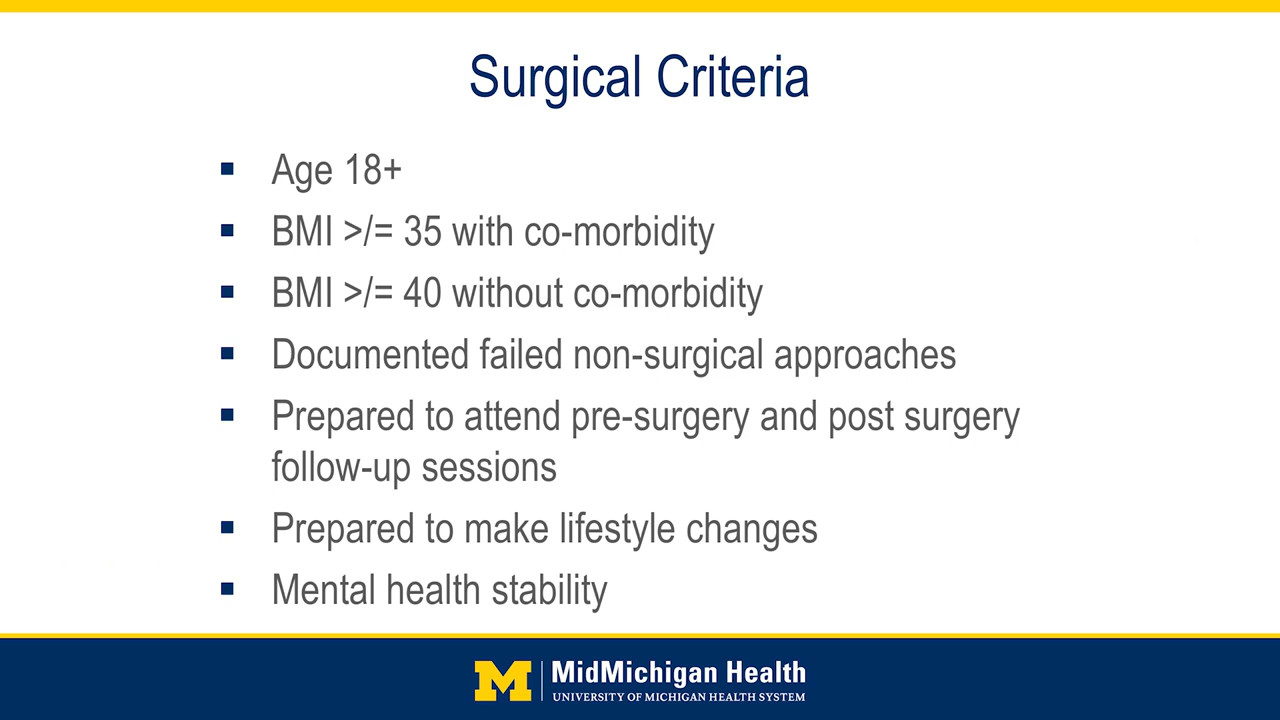 Surgical Criteria
Age 18+
BMI >/= 35 with co-morbidity
BMI >/= 40 without co-morbidity
Documented failed non-surgical approaches
Prepared to attend pre-surgery and post surgery
follow-up sessions
Prepared to make lifestyle changes
Mental health stability
M
MidMichigan Health
UNIVERSITY OF MICHIGAN HEALTH SYSTEM